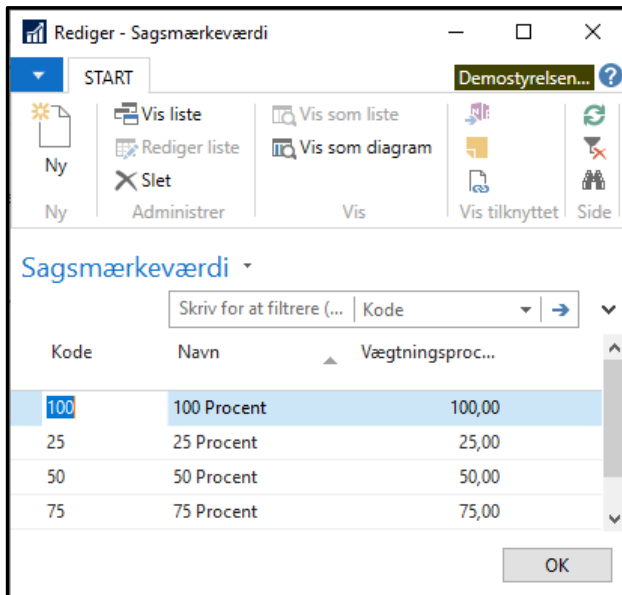 Rediger - Sagsmærkeværdi
START
Demostyrelsen...
Ny
Vis liste
Rediger liste
Slet
Vis som liste
Vis som diagram
Ny
Administrer
Vis
Vis tilknyttet
Side
Sagsmærkeværdi
Skriv for at filtrere (... Kode
Kode Navn Vægtningsproc...
100 100 Procent 100,00
25 25 Procent 25,00
50 50 Procent 50,00
75 75 Procent 75,00
OK